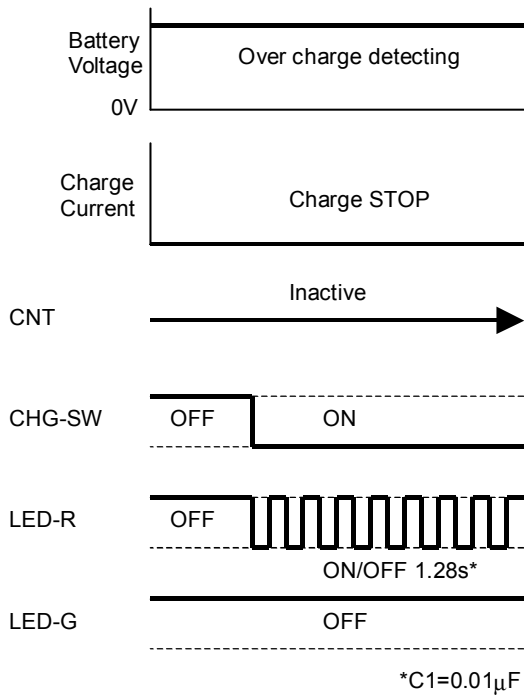 Battery
Voltage
Over charge detecting
0V
Charge
Current
Charge STOP
Inactive
CNT
CHG-SW
OFF
ON
LED-R
OFF
ON/OFF 1.28s*
LED-G
OFF
*C1=0.01μF